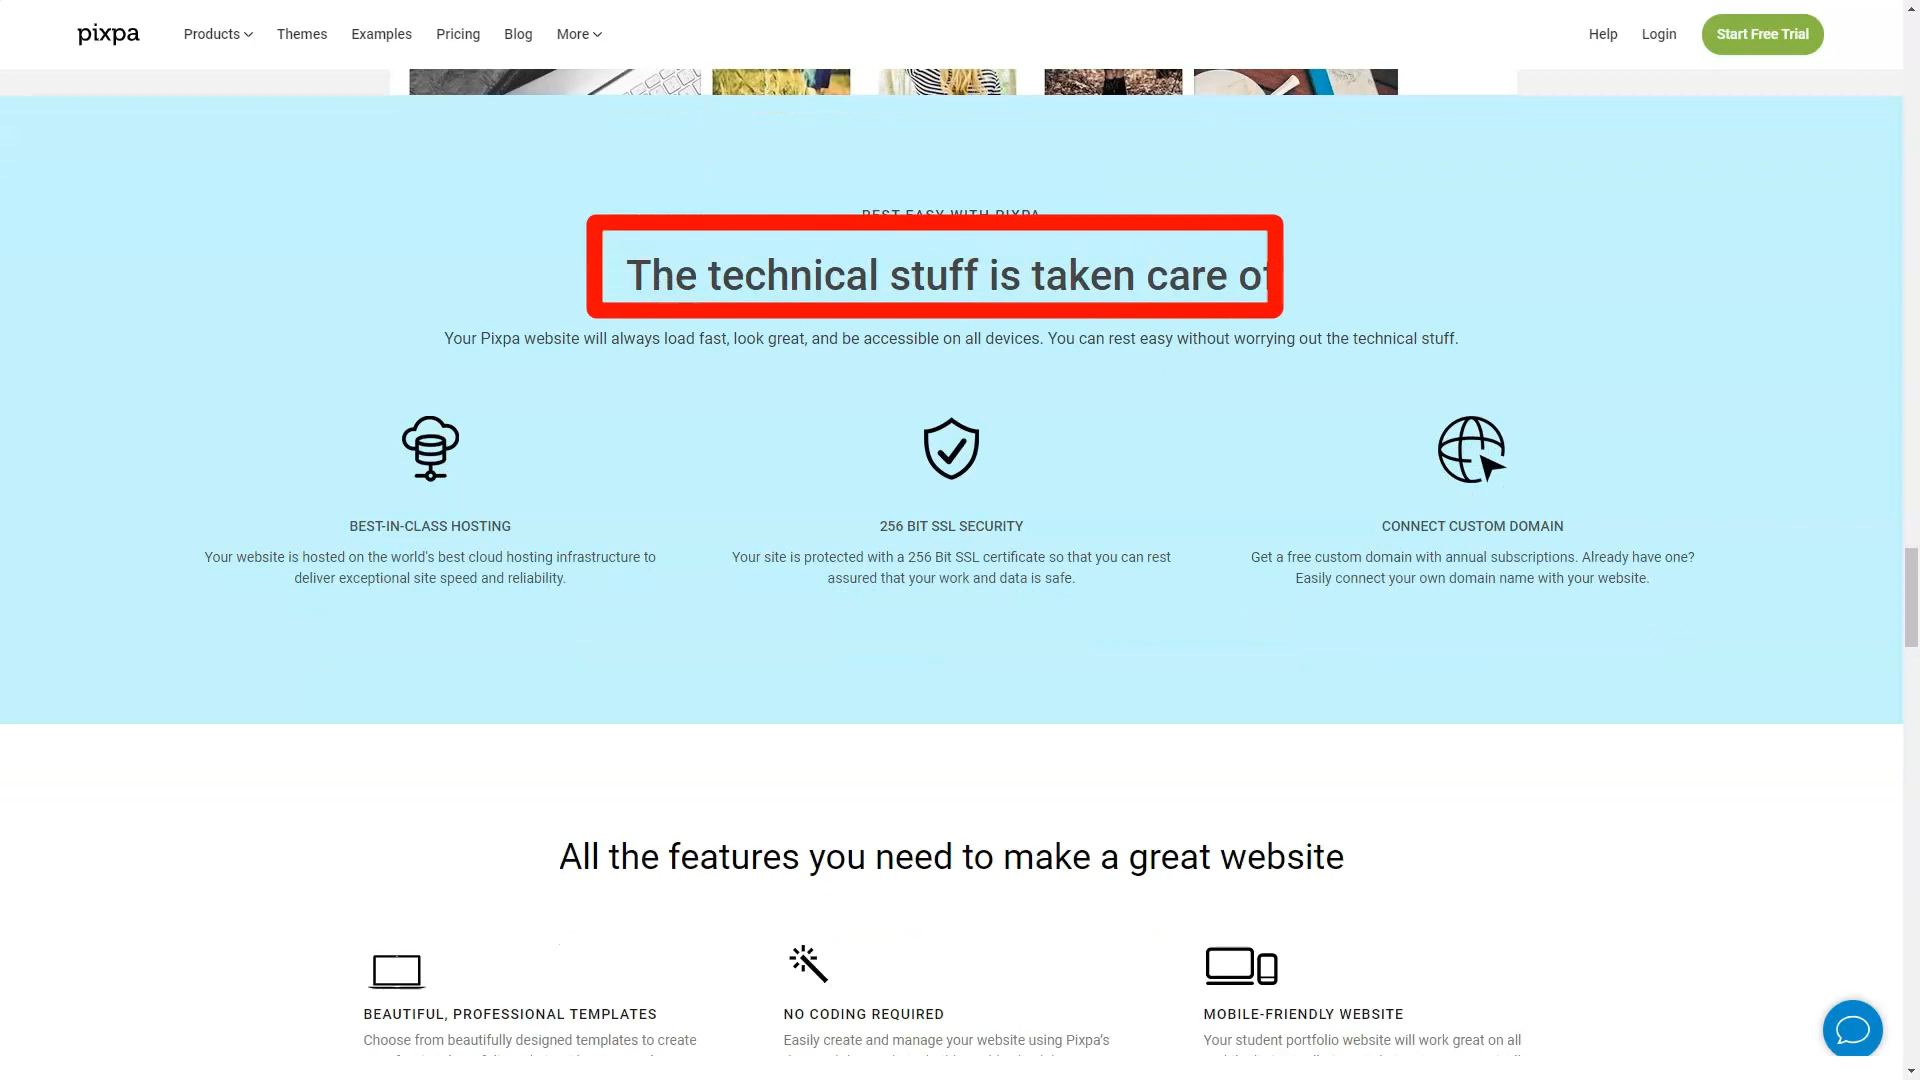 pixpa Products Themes Examples Pricing Blog More Help Login Start Free Trial
REST EASY WITH PIXPA
The technical stuff is taken care of
Your Pixpa website will always load fast, look great, and be accessible on all devices. You can rest easy without worrying out the technical stuff.
BEST-IN-CLASS HOSTING
Your website is hosted on the world's best cloud hosting infrastructure to
deliver exceptional site speed and reliability.
256 BIT SSL SECURITY
Your site is protected with a 256 Bit SSL certificate so that you can rest
assured that your work and data is safe.
CONNECT CUSTOM DOMAIN
Get a free custom domain with annual subscriptions. Already have one?
Easily connect your own domain name with your website.
All the features you need to make a great website
BEAUTIFUL, PROFESSIONAL TEMPLATES
Choose from beautifully designed templates to create
NO CODING REQUIRED
Easily create and manage your website using Pixpa’s
MOBILE-FRIENDLY WEBSITE
Your student portfolio website will work great on all